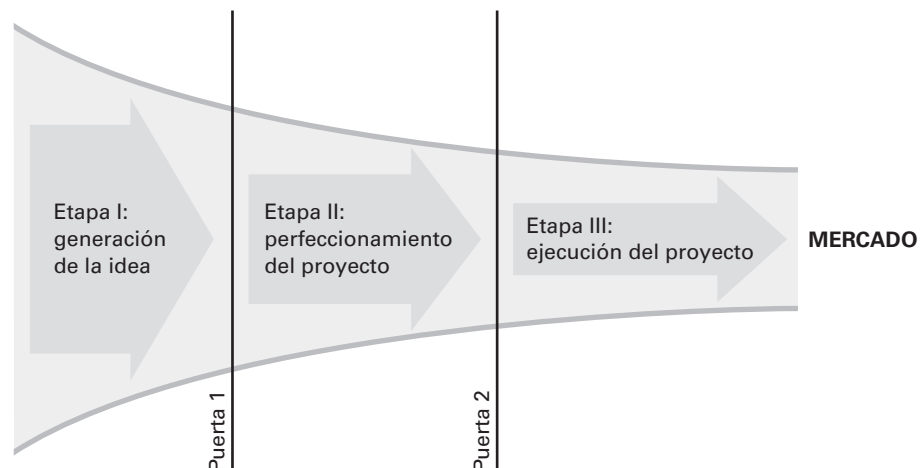 Etapa I:
generación
de la idea
Etapa II:
perfeccionamiento
del proyecto
Etapa III:
ejecución del proyecto
MERCADO
Puerta 1
Puerta 2